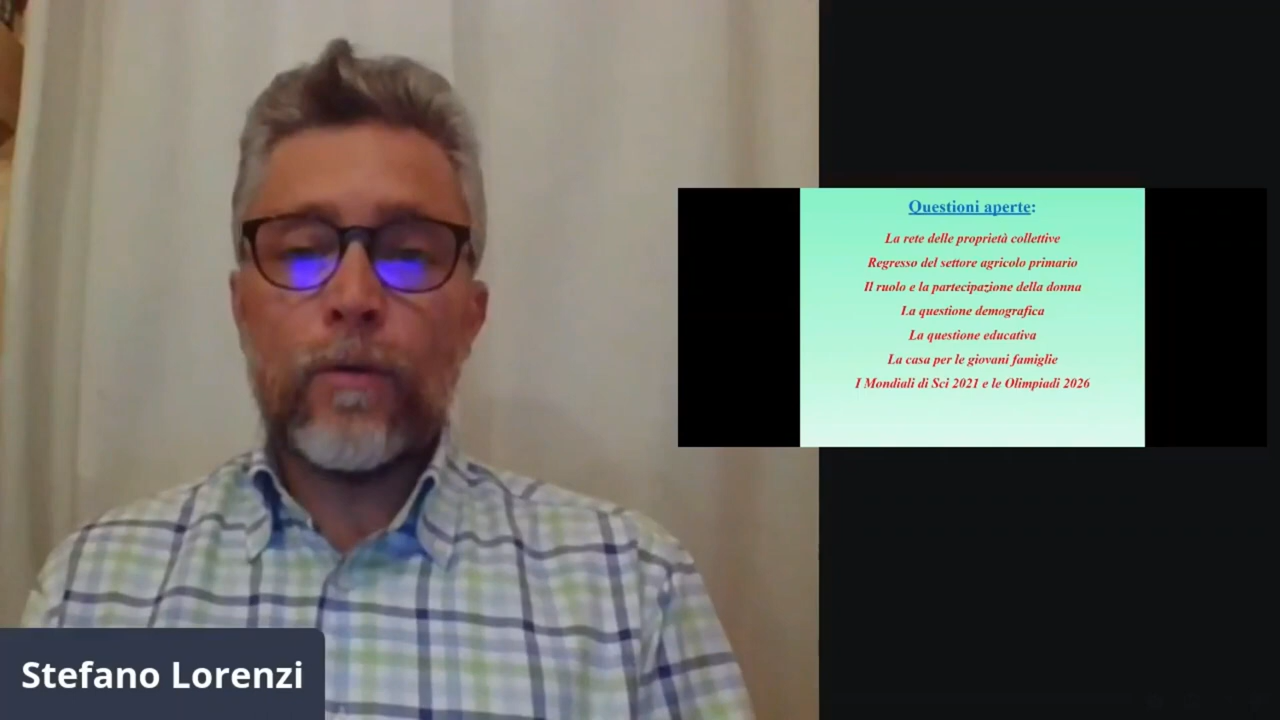 Questioni aperte:
La rete delle proprietà collettive
Regresso del settore agricolo primario
Il ruolo e la partecipazione della donna
La questione demografica
La questione educativa
La casa per le giovani famiglie
I Mondiali di Sci 2021 e le Olimpiadi 2026
Stefano Lorenzi